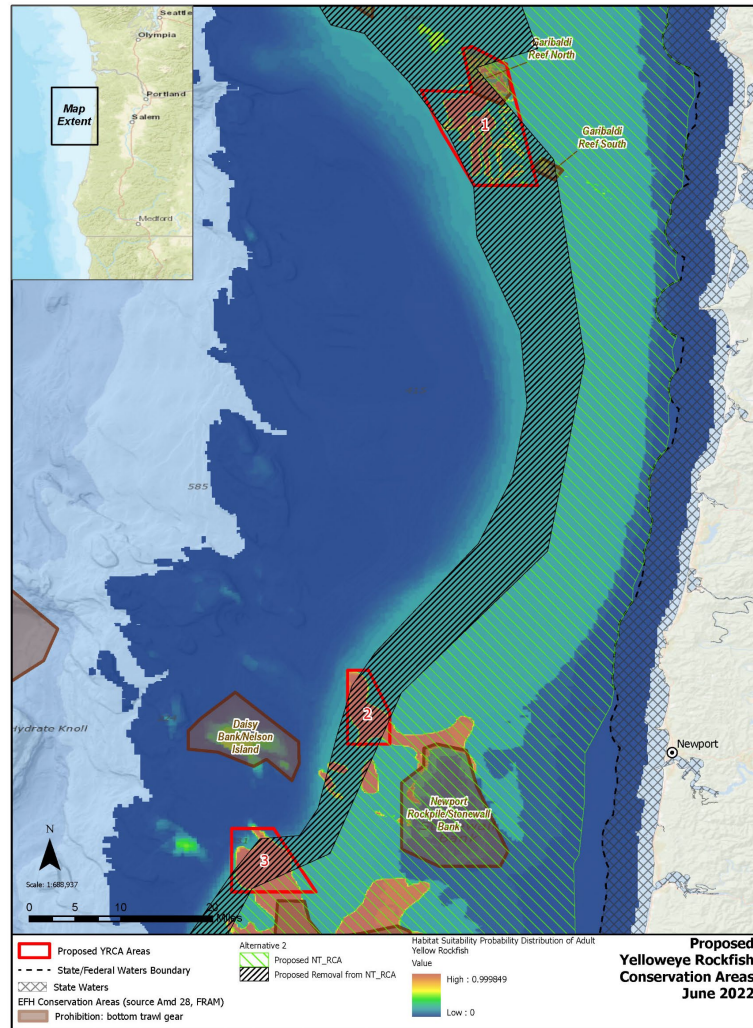 Seattle
Olympia
Portland
Salem
Medford
Map
Extent
Garibaldi
Reef North
1
Garibaldi
Reef South
585
2
Hydrate Knoll
Daisy
Bank/Nelson
Island
Newport
Newport
Rockpile/Stonewall
Bank
3
N
Scale: 1:688,937
0 5 10 20
Miles
Proposed YRCA Areas
State/Federal Waters Boundary
State Waters
EFH Conservation Areas (source Amd 28, FRAM)
Prohibition: bottom trawl gear
Alternative 2
Proposed NT_RCA
Proposed Removal from NT_RCA
Habitat Suitability Probability Distribution of Adult
Yellow Rockfish
Value
High : 0.999849
Low : 0
Proposed
Yelloweye Rockfish
Conservation Areas
June 2022